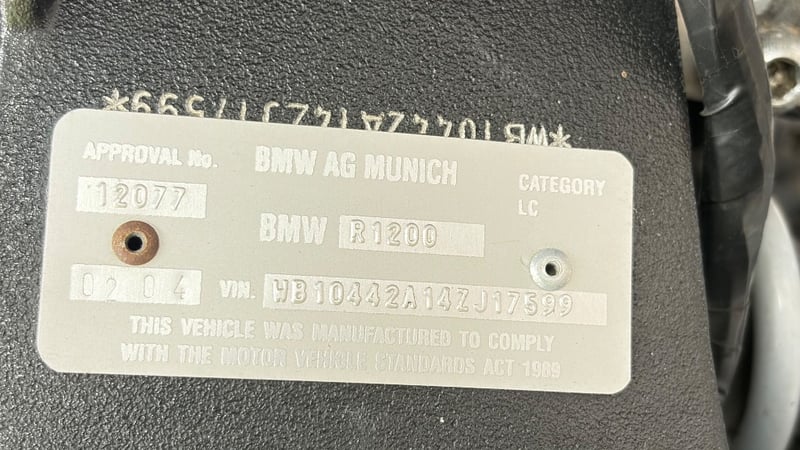 *WB10442A14ZJ17599*
APPROVAL No. BMW AG MUNICH CATEGORY
12077 LC
BMW R1200
02 04 VIN. WB10442A14ZJ17599
THIS VEHICLE WAS MANUFACTURED TO COMPLY
WITH THE MOTOR VEHICLE STANDARDS ACT 1989